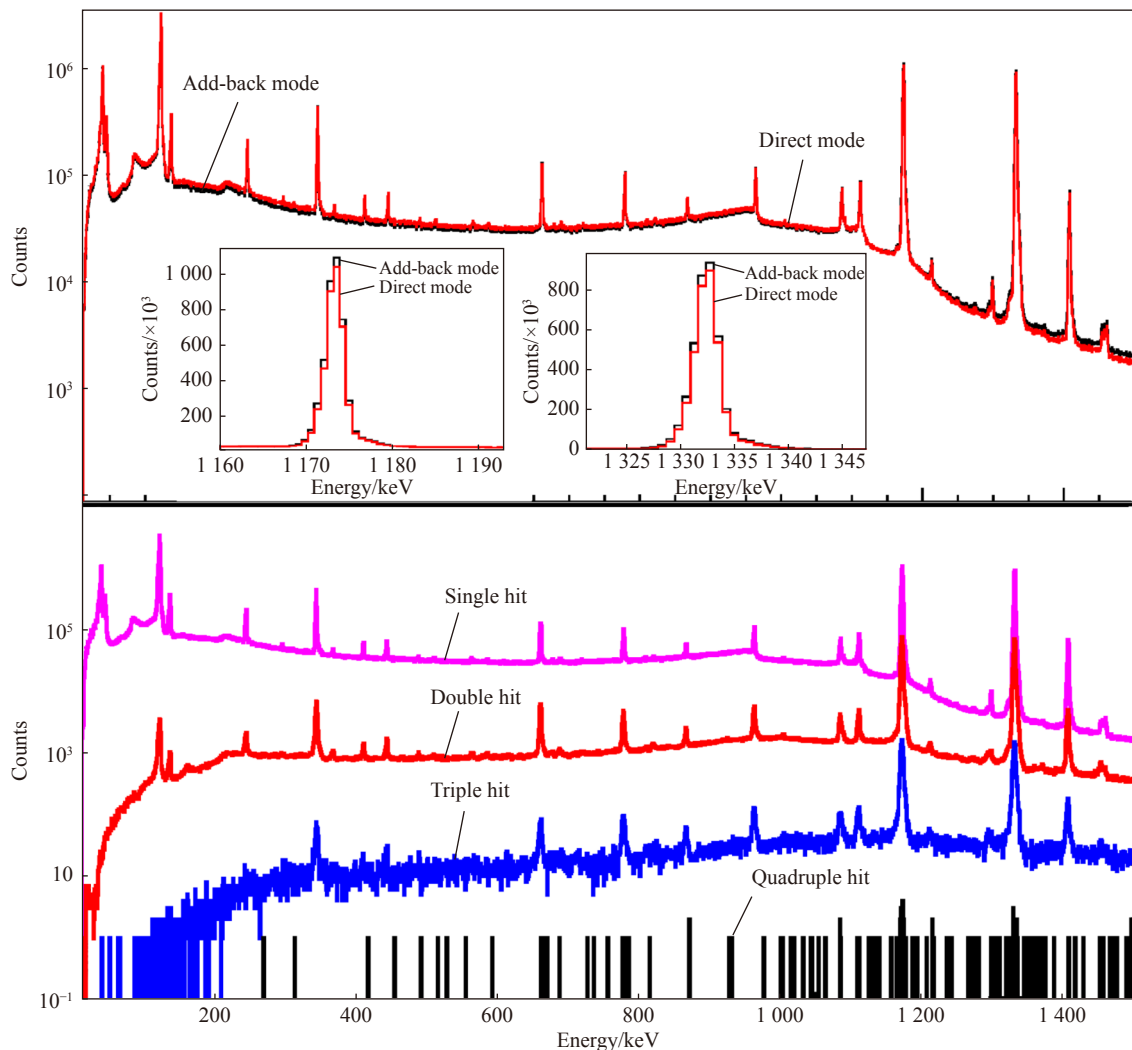 10⁶
10⁵
10⁴
10³
Counts
Add-back mode
Direct mode
1 000
800
600
400
200
Counts/×10³
Add-back mode
Direct mode
1 160 1 170 1 180 1 190
Energy/keV
800
600
400
200
0
Counts/×10³
Add-back mode
Direct mode
1 325 1 330 1 335 1 340 1 345
Energy/keV
10⁵
10³
10
10⁻¹
Counts
Single hit
Double hit
Triple hit
Quadruple hit
200 400 600 800 1 000 1 200 1 400
Energy/keV